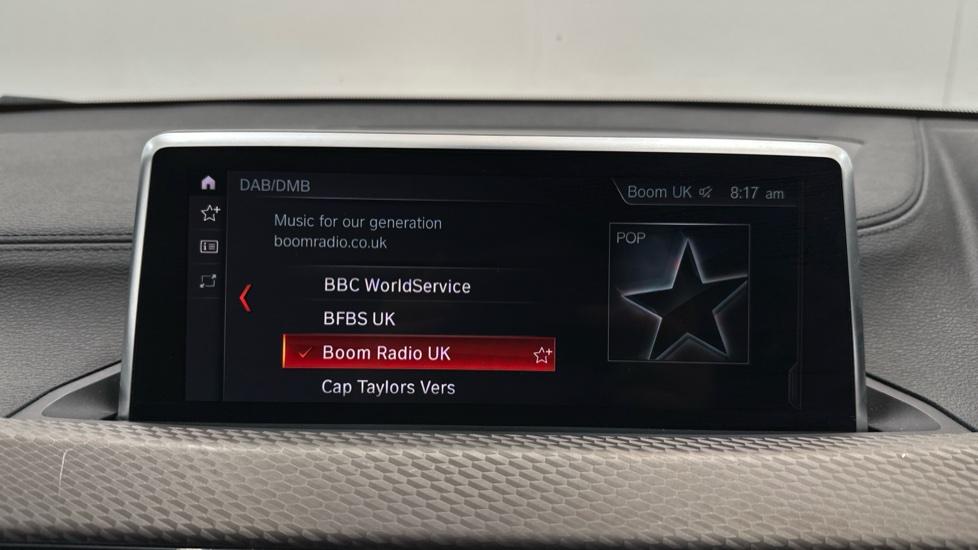 DAB/DMB
Boom UK 8:17 am
Music for our generation
boomradio.co.uk
POP
BBC WorldService
BFBS UK
Boom Radio UK
Cap Taylors Vers